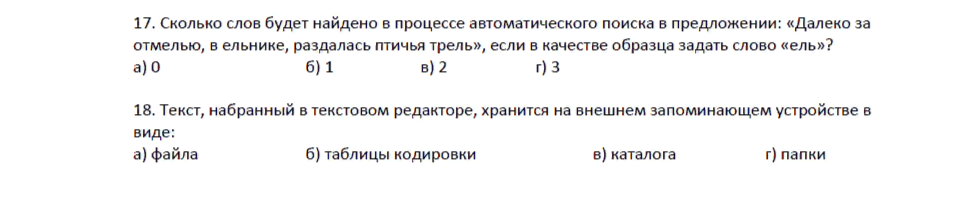 17. Сколько слов будет найдено в процессе автоматического поиска в предложении: «Далеко за
отмелью, в ельнике, раздалась птичья трель», если в качестве образца задать слово «ель»?
а) 0 б) 1 в) 2 г) 3
18. Текст, набранный в текстовом редакторе, хранится на внешнем запоминающем устройстве в
виде:
а) файла б) таблицы кодировки в) каталога г) папки